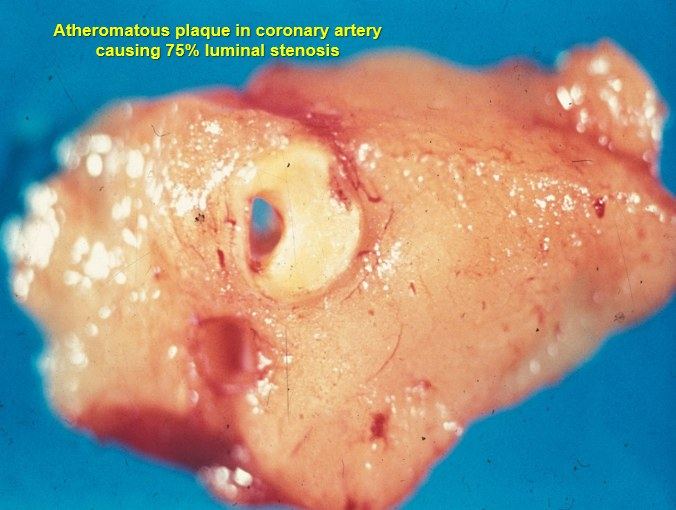 Atheromatous plaque in coronary artery
causing 75% luminal stenosis